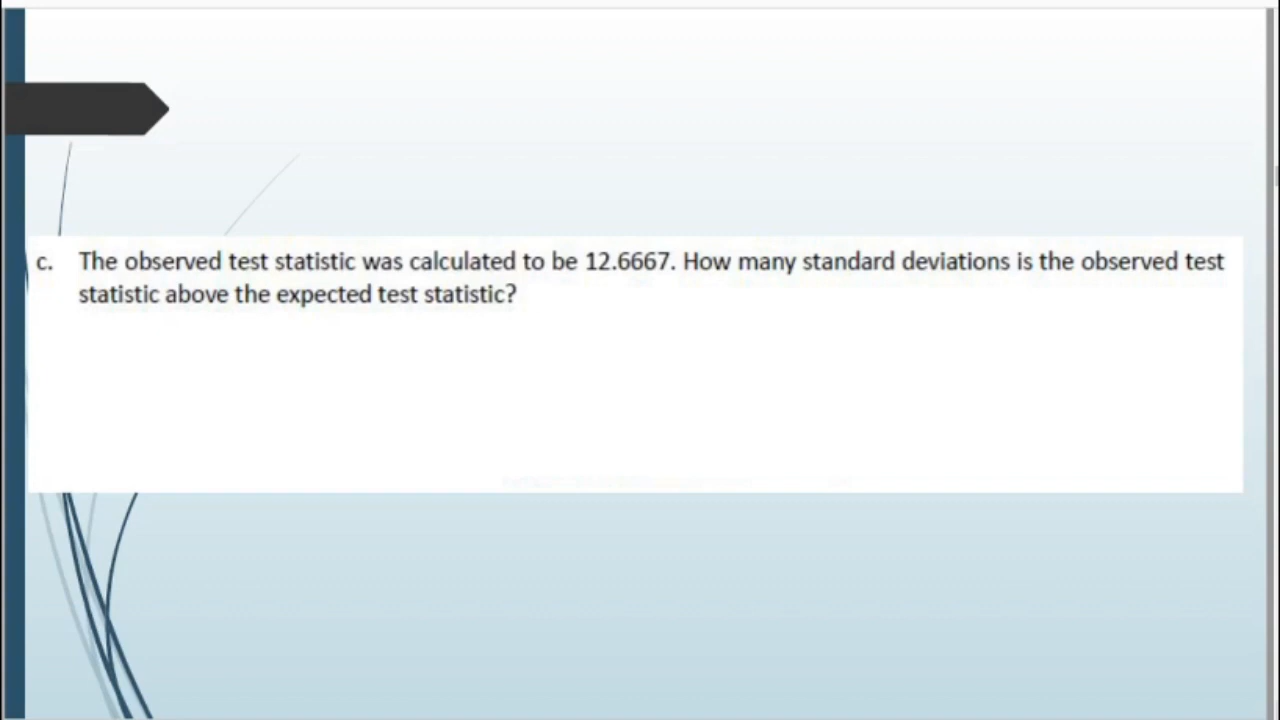 c. The observed test statistic was calculated to be 12.6667. How many standard deviations is the observed test
statistic above the expected test statistic?